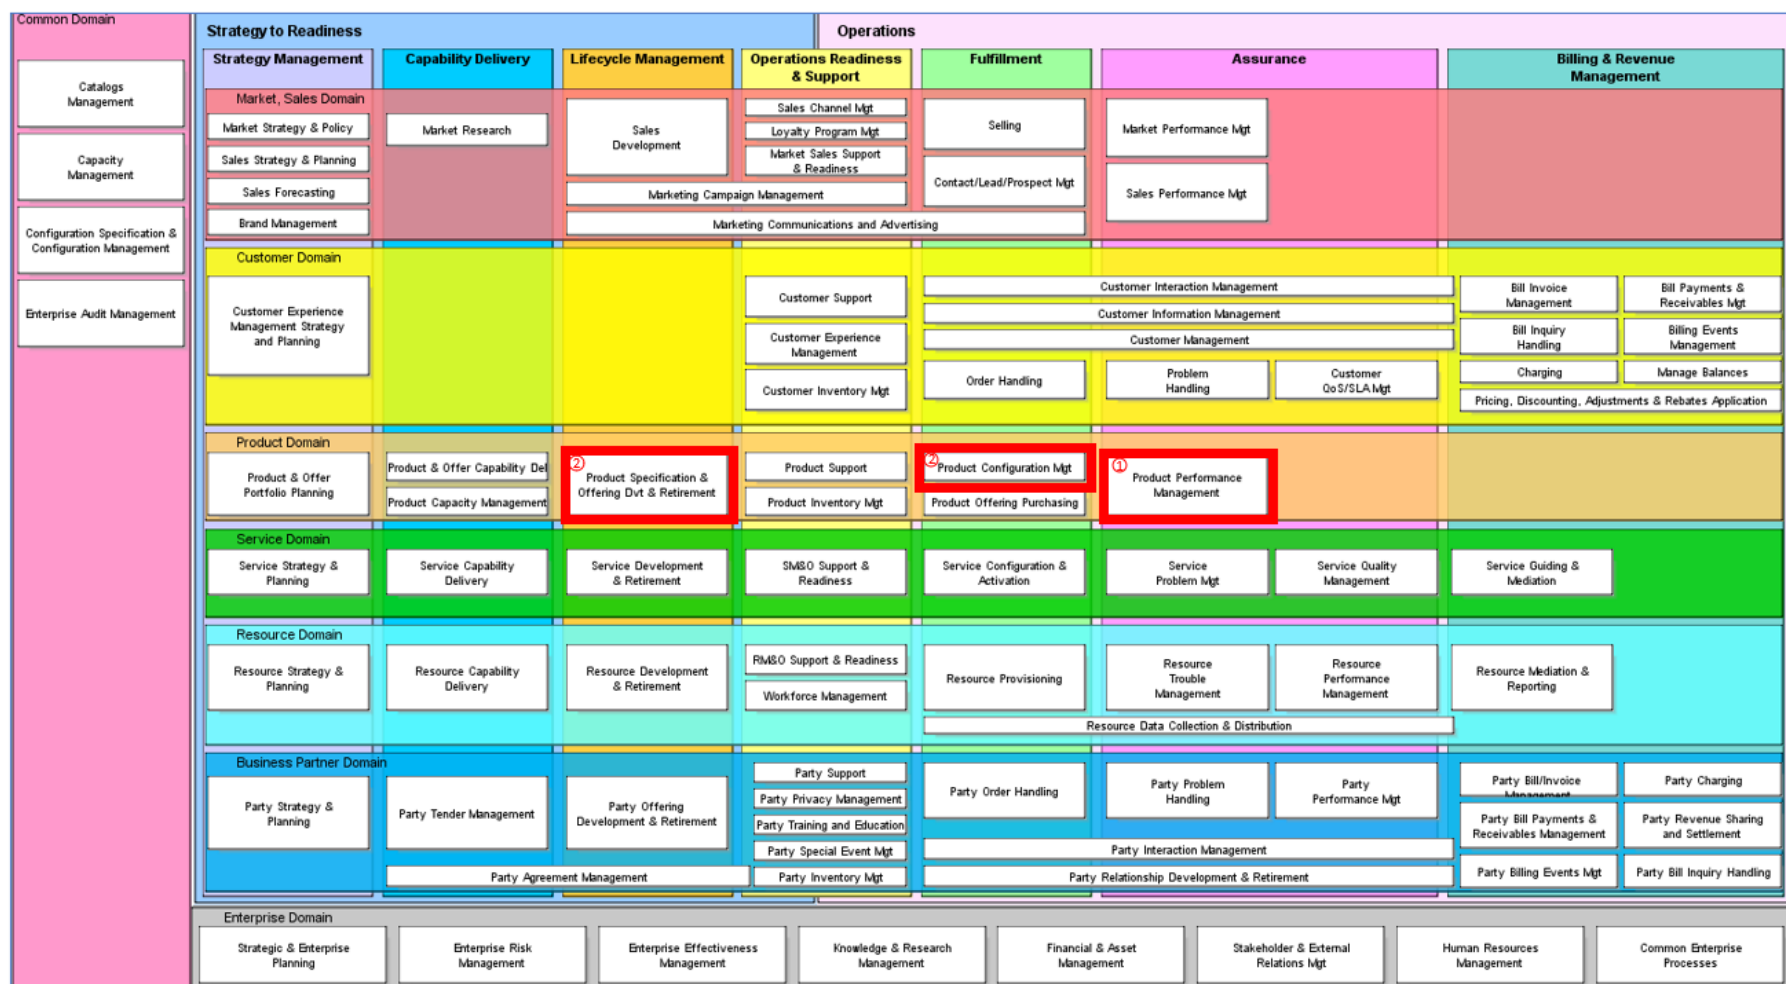 Common Domain
Catalogs
Management
Capacity
Management
Configuration Specification &
Configuration Management
Enterprise Audit Management
Strategy to Readiness
Operations
Strategy Management
Capability Delivery
Lifecycle Management
Operations Readiness
& Support
Fulfillment
Assurance
Billing & Revenue
Management
Market, Sales Domain
Market Strategy & Policy
Sales Strategy & Planning
Sales Forecasting
Brand Management
Market Research
Sales
Development
Sales Channel Mgt
Loyalty Program Mgt
Market Sales Support
& Readiness
Marketing Campaign Management
Marketing Communications and Advertising
Selling
Contact/Lead/Prospect Mgt
Market Performance Mgt
Sales Performance Mgt
Customer Domain
Customer Experience
Management Strategy
and Planning
Customer Support
Customer Experience
Management
Customer Inventory Mgt
Customer Interaction Management
Customer Information Management
Customer Management
Order Handling
Problem
Handling
Customer
QoS/SLA Mgt
Bill Invoice
Management
Bill Payments &
Receivables Mgt
Bill Inquiry
Handling
Billing Events
Management
Charging
Manage Balances
Pricing, Discounting, Adjustments & Rebates Application
Product Domain
Product & Offer
Portfolio Planning
Product & Offer Capability Del
Product Capacity Management
②
Product Specification &
Offering Dvt & Retirement
Product Support
Product Inventory Mgt
②
Product Configuration Mgt
Product Offering Purchasing
①
Product Performance
Management
Service Domain
Service Strategy &
Planning
Service Capability
Delivery
Service Development
& Retirement
SM&O Support &
Readiness
Service Configuration &
Activation
Service
Problem Mgt
Service Quality
Management
Service Guiding &
Mediation
Resource Domain
Resource Strategy &
Planning
Resource Capability
Delivery
Resource Development
& Retirement
RM&O Support & Readiness
Workforce Management
Resource Provisioning
Resource
Trouble
Management
Resource
Performance
Management
Resource Mediation &
Reporting
Resource Data Collection & Distribution
Business Partner Domain
Party Strategy &
Planning
Party Tender Management
Party Offering
Development & Retirement
Party Agreement Management
Party Support
Party Privacy Management
Party Training and Education
Party Special Event Mgt
Party Inventory Mgt
Party Order Handling
Party Problem
Handling
Party
Performance Mgt
Party Interaction Management
Party Relationship Development & Retirement
Party Bill/Invoice
Management
Party Charging
Party Bill Payments &
Receivables Management
Party Revenue Sharing
and Settlement
Party Billing Events Mgt
Party Bill Inquiry Handling
Enterprise Domain
Strategic & Enterprise
Planning
Enterprise Risk
Management
Enterprise Effectiveness
Management
Knowledge & Research
Management
Financial & Asset
Management
Stakeholder & External
Relations Mgt
Human Resources
Management
Common Enterprise
Processes